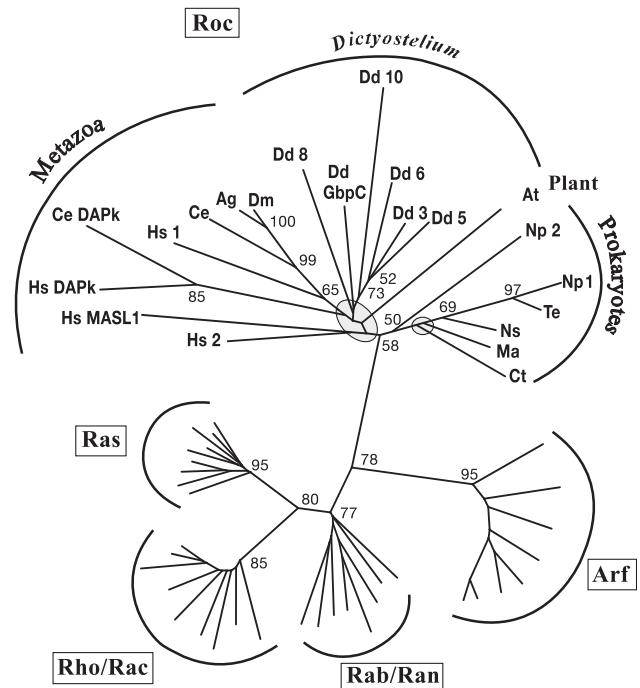 Roc
Dictyostelium
Dd 10
Metazoa
Dd 8
Dd
GbpC
Dd 6
At
Plant
Ag
Dm
Ce
100
Dd 3
Dd 5
Prokaryotes
Ce DAPk
Hs 1
Np 2
99
52
73
Hs DAPk
85
65
97
Np1
Te
Hs MASL1
50
69
Ns
Hs 2
58
Ma
Ct
Ras
95
78
95
80
77
85
Arf
Rho/Rac
Rab/Ran